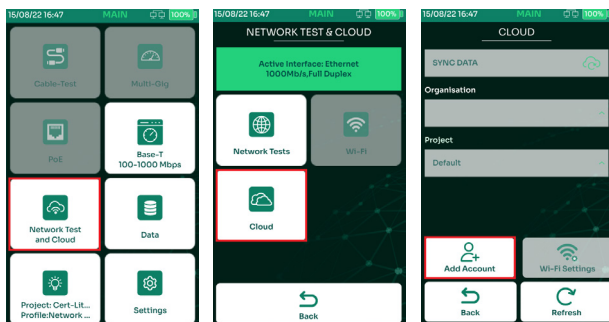 15/08/22 16:47 MAIN 100%
Cable-Test
Multi-Gig
PoE
Base-T
100-1000 Mbps
Network Test
and Cloud
Data
Project: Cert-Lit...
Profile:Network ...
Settings
15/08/22 16:47 MAIN 100%
NETWORK TEST & CLOUD
Active Interface: Ethernet
1000Mb/s,Full Duplex
Network Tests
Wi-Fi
Cloud
Back
15/08/22 16:47 MAIN 100%
CLOUD
SYNC DATA
Organisation
Project
Default
Add Account
Wi-Fi Settings
Back
Refresh